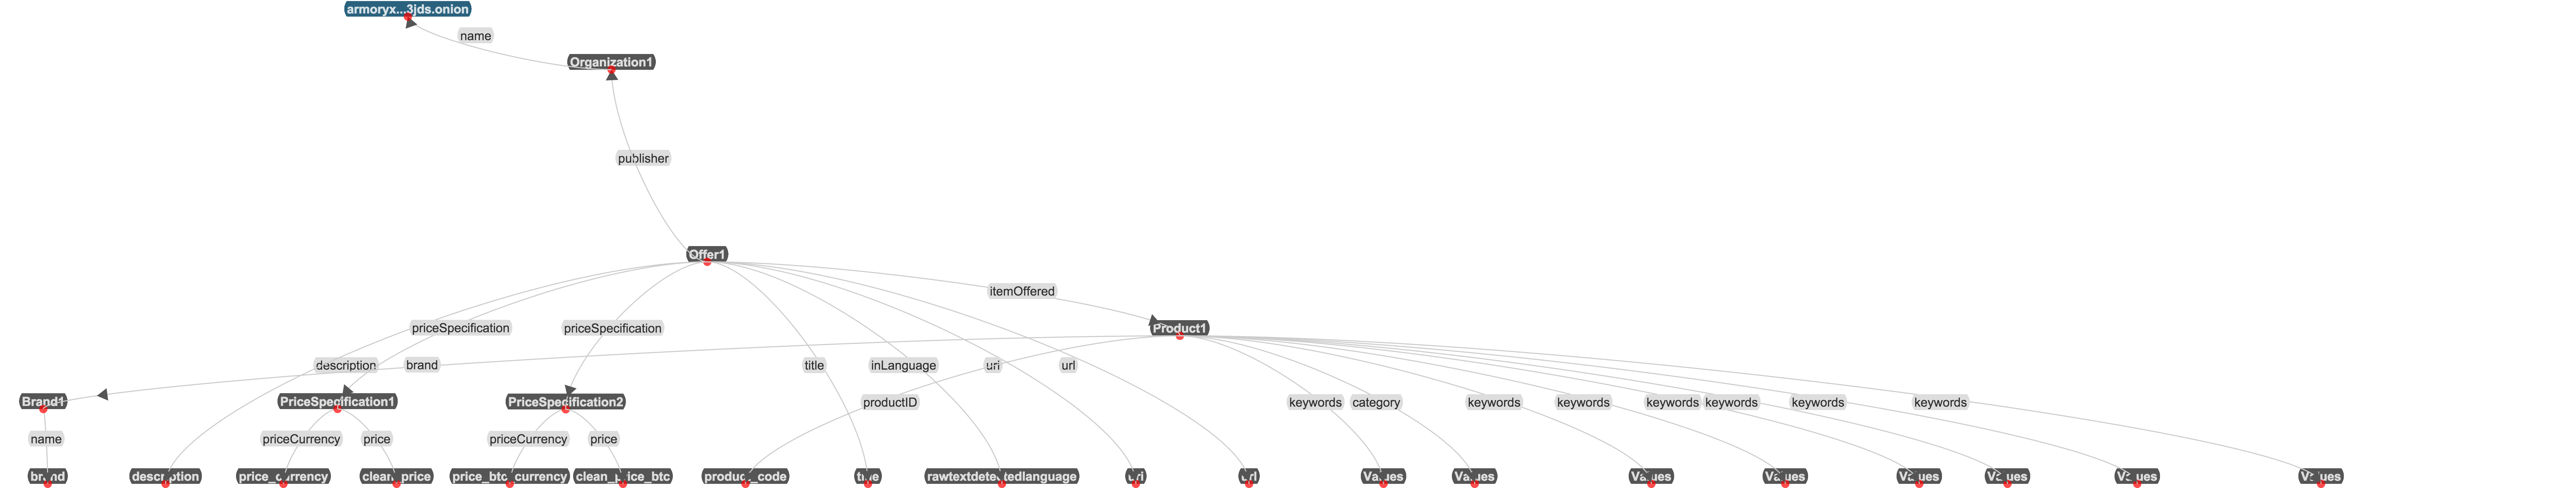 armoryx...3jds.onion
name
Organization1
publisher
Offer1
itemOffered
priceSpecification priceSpecification Product1
description brand title inLanguage uri url
Brand1 PriceSpecification1 PriceSpecification2 productID keywords category keywords keywords keywords keywords keywords keywords
name priceCurrency price priceCurrency price
brand description price_currency clean_price price_btc_currency clean_price_btc product_code title rawtextdetectedlanguage uri url Values Values Values Values Values Values Values Values